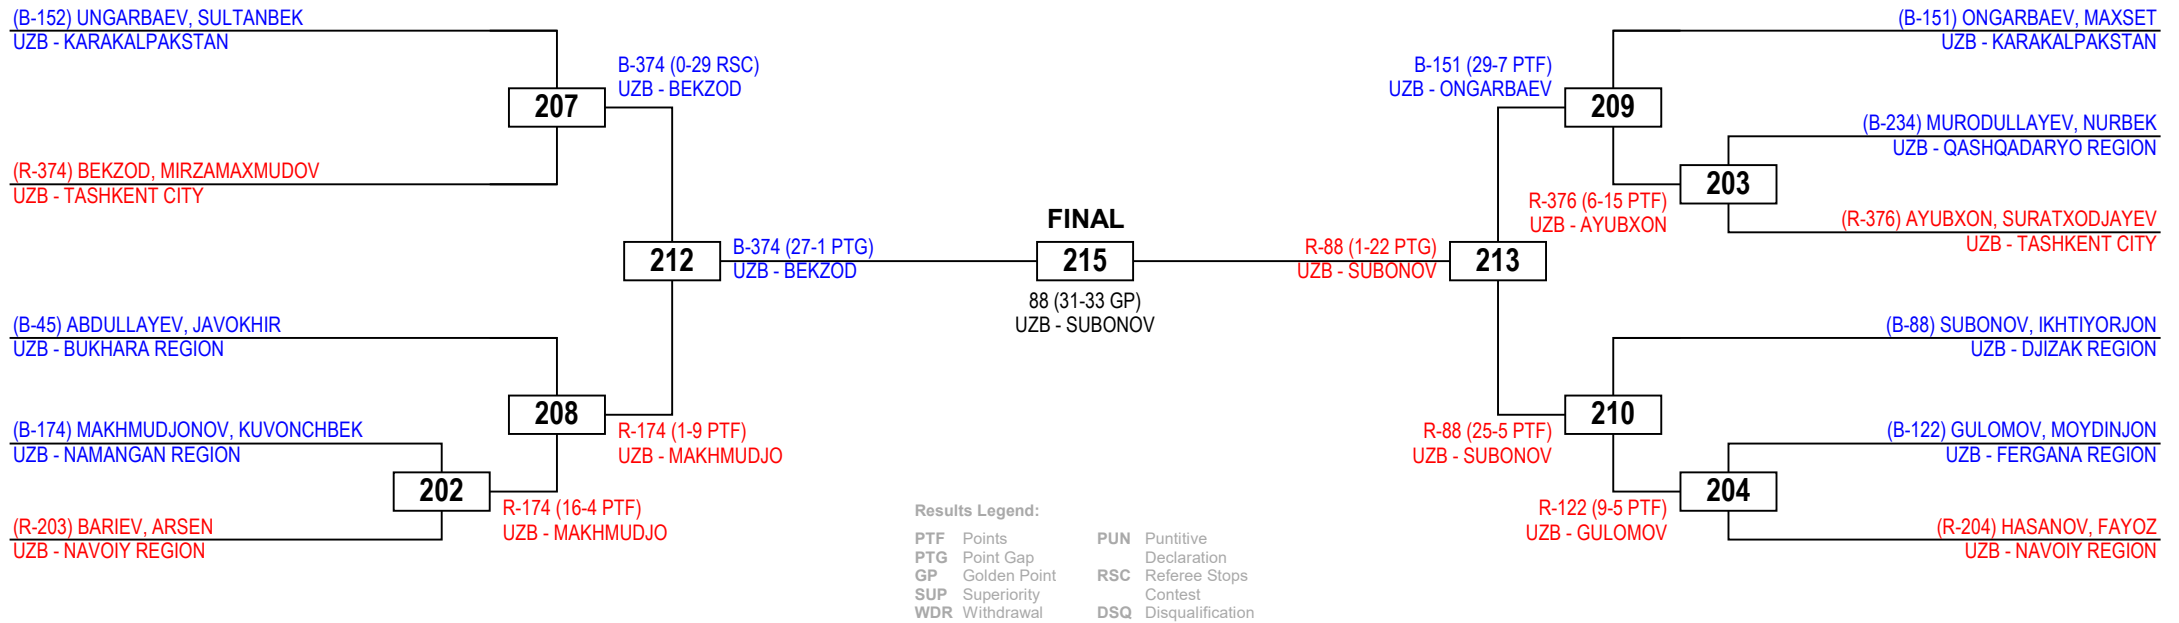 (B-152) UNGARBAEV, SULTANBEK
UZB - KARAKALPAKSTAN
207
B-374 (0-29 RSC)
UZB - BEKZOD
(R-374) BEKZOD, MIRZAMAXMUDOV
UZB - TASHKENT CITY
212
B-374 (27-1 PTG)
UZB - BEKZOD
(B-45) ABDULLAYEV, JAVOKHIR
UZB - BUKHARA REGION
208
R-174 (1-9 PTF)
UZB - MAKHMUDJO
(B-174) MAKHMUDJONOV, KUVONCHBEK
UZB - NAMANGAN REGION
202
R-174 (16-4 PTF)
UZB - MAKHMUDJO
(R-203) BARIEV, ARSEN
UZB - NAVOIY REGION
FINAL
215
88 (31-33 GP)
UZB - SUBONOV
(B-151) ONGARBAEV, MAXSET
UZB - KARAKALPAKSTAN
B-151 (29-7 PTF)
UZB - ONGARBAEV
209
(B-234) MURODULLAYEV, NURBEK
UZB - QASHQADARYO REGION
203
R-376 (6-15 PTF)
UZB - AYUBXON
(R-376) AYUBXON, SURATXODJAYEV
UZB - TASHKENT CITY
R-88 (1-22 PTG)
UZB - SUBONOV
213
(B-88) SUBONOV, IKHTIYORJON
UZB - DJIZAK REGION
210
R-88 (25-5 PTF)
UZB - SUBONOV
(B-122) GULOMOV, MOYDINJON
UZB - FERGANA REGION
204
R-122 (9-5 PTF)
UZB - GULOMOV
(R-204) HASANOV, FAYOZ
UZB - NAVOIY REGION
Results Legend:
PTF Points
PTG Point Gap
GP Golden Point
SUP Superiority
WDR Withdrawal
PUN Puntitive
Declaration
RSC Referee Stops
Contest
DSQ Disqualification